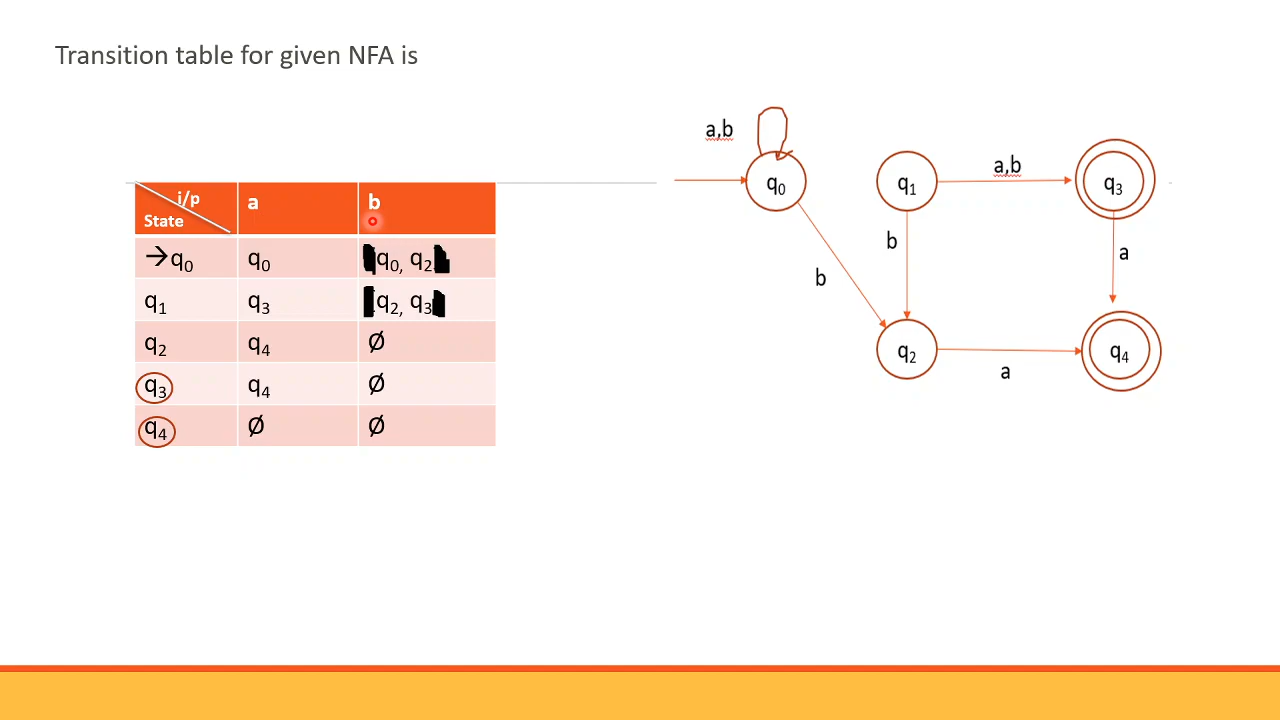 Transition table for given NFA is
i/p
State
a
b
→q₀
q₀
q₀, q₂
q₁
q₃
q₂, q₃
q₂
q₄
∅
q₃
q₄
∅
q₄
∅
∅
a,b
q₀
q₁
a,b
q₃
b
b
a
q₂
a
q₄